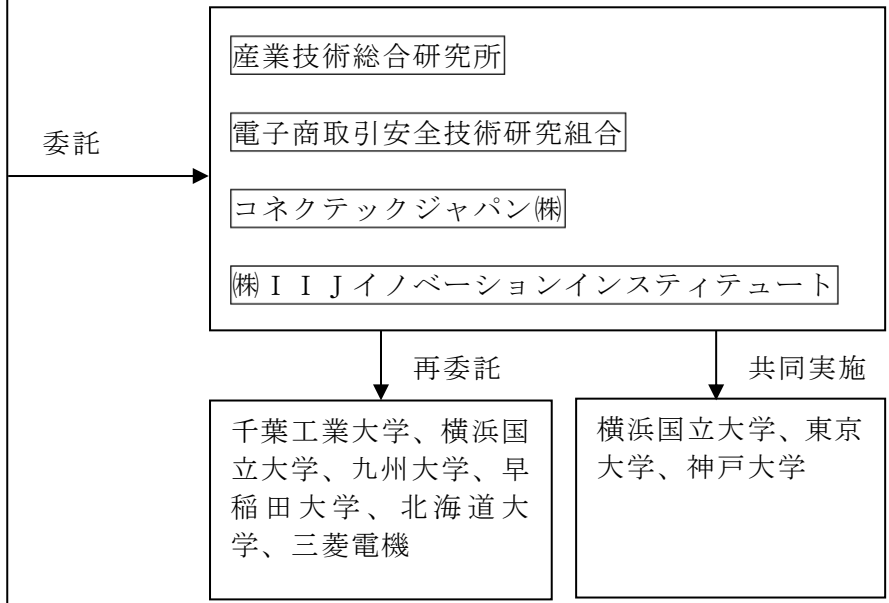 産業技術総合研究所
電子商取引安全技術研究組合
委託
コネクテックジャパン㈱
㈱ＩＩＪイノベーションインスティテュート
再委託
共同実施
千葉工業大学、横浜国
立大学、九州大学、早
稲田大学、北海道大
学、三菱電機
横浜国立大学、東京
大学、神戸大学